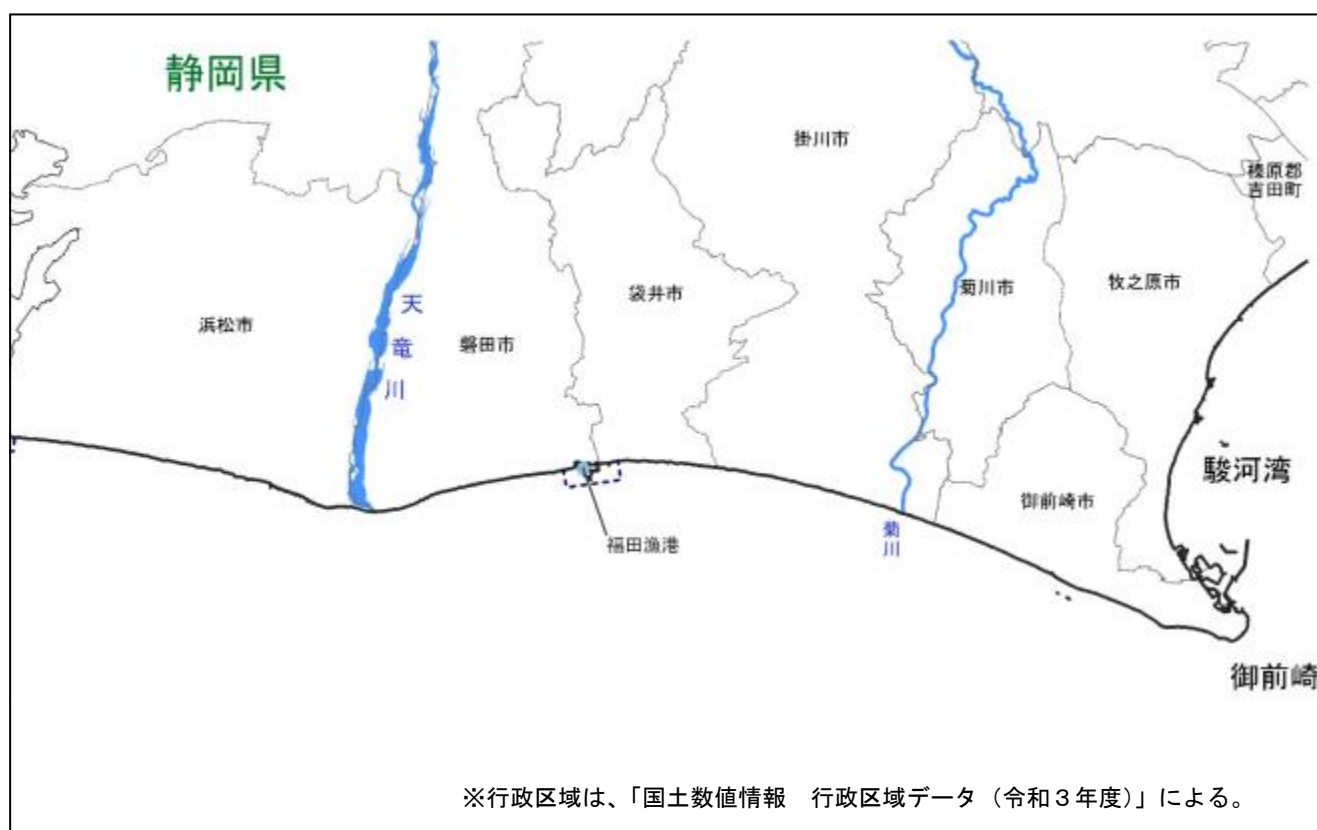 静岡県
掛川市
榛原郡
吉田町
天竜川
袋井市
菊川市
牧之原市
浜松市
磐田市
駿河湾
御前崎市
菊川
福田漁港
御前崎
※行政区域は、「国土数値情報　行政区域データ（令和３年度）」による。